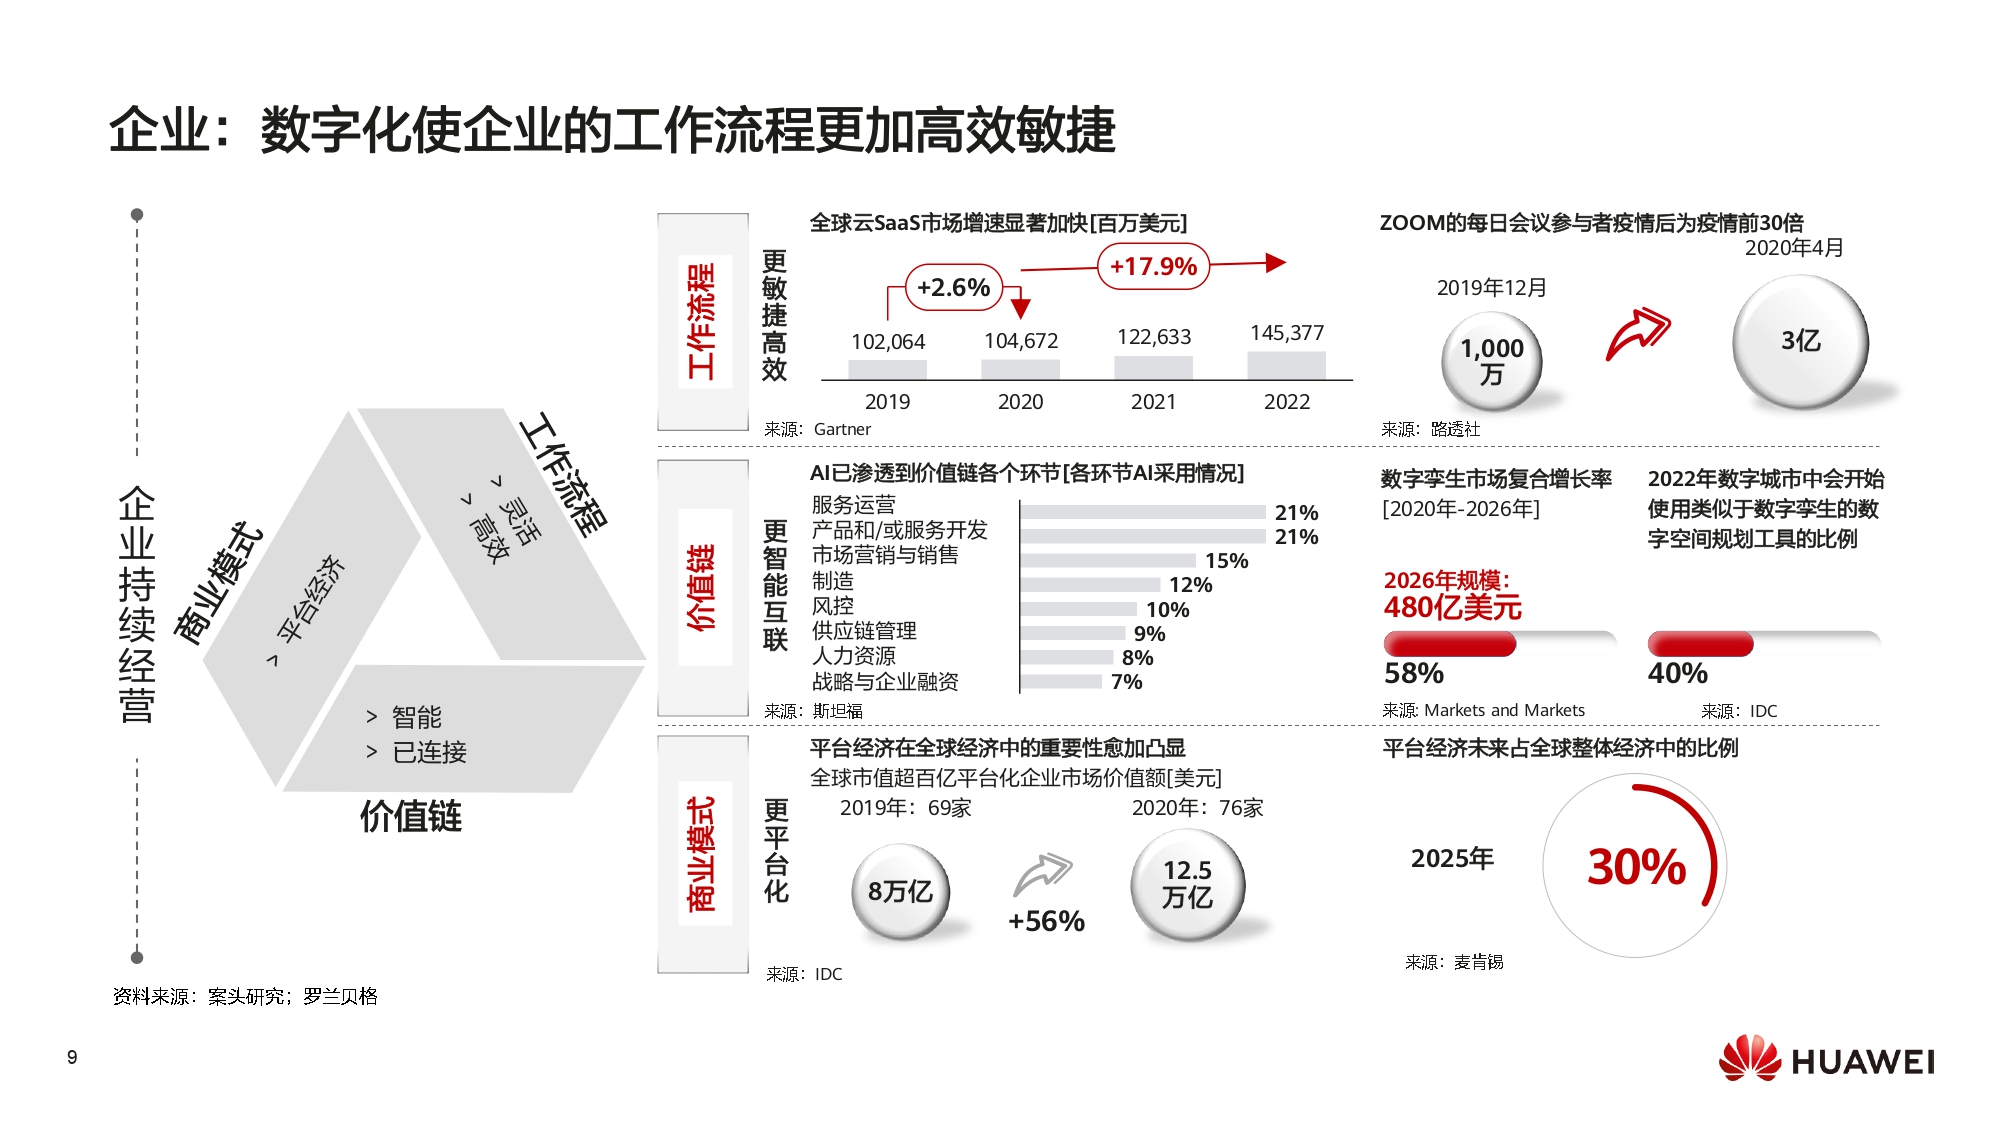 企业：数字化使企业的工作流程更加高效敏捷
企业持续经营
商业模式
> 平台经济
工作流程
> 灵活
> 高效
> 智能
> 已连接
价值链
工作流程
更敏捷高效
全球云SaaS市场增速显著加快[百万美元]
+2.6%
+17.9%
102,064
104,672
122,633
145,377
2019
2020
2021
2022
来源：Gartner
ZOOM的每日会议参与者疫情后为疫情前30倍
2019年12月
2020年4月
1,000
万
3亿
来源：路透社
价值链
更智能互联
AI已渗透到价值链各个环节[各环节AI采用情况]
服务运营 21%
产品和/或服务开发 21%
市场营销与销售 15%
制造 12%
风控 10%
供应链管理 9%
人力资源 8%
战略与企业融资 7%
来源：斯坦福
数字孪生市场复合增长率
[2020年-2026年]
2026年规模：
480亿美元
58%
来源: Markets and Markets
2022年数字城市中会开始
使用类似于数字孪生的数
字空间规划工具的比例
40%
来源：IDC
商业模式
更平台化
平台经济在全球经济中的重要性愈加凸显
全球市值超百亿平台化企业市场价值额[美元]
2019年：69家
2020年：76家
8万亿
+56%
12.5
万亿
来源：IDC
平台经济未来占全球整体经济中的比例
2025年
30%
来源：麦肯锡
资料来源：案头研究；罗兰贝格
9
HUAWEI